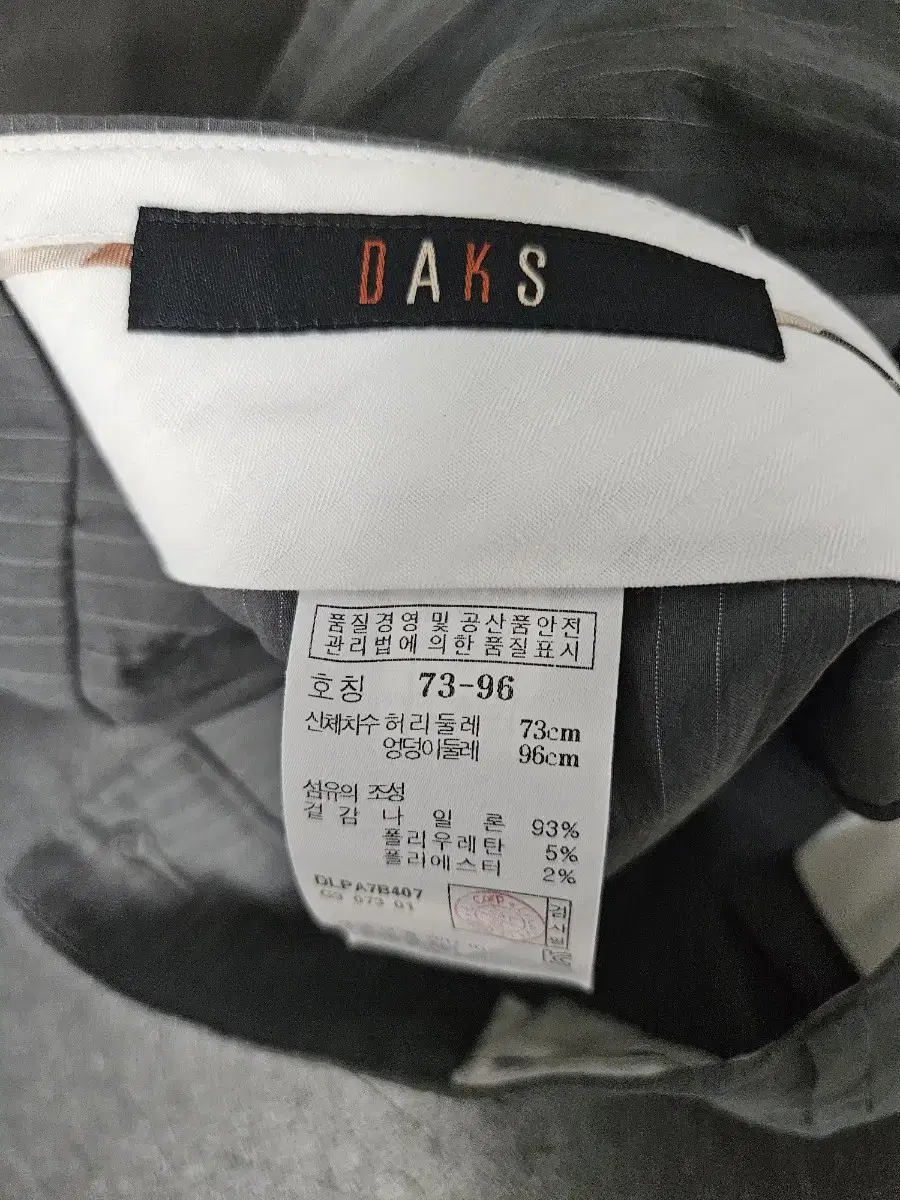 DAKS
품질경영 및 공산품안전
관리법에 의한 품질표시
호칭 73-96
신체치수 허리둘레 73cm
엉덩이둘레 96cm
섬유의 조성
겉감 나일론 93%
폴리우레탄 5%
폴리에스터 2%
DLPA7B407
G3 073 01
검사필